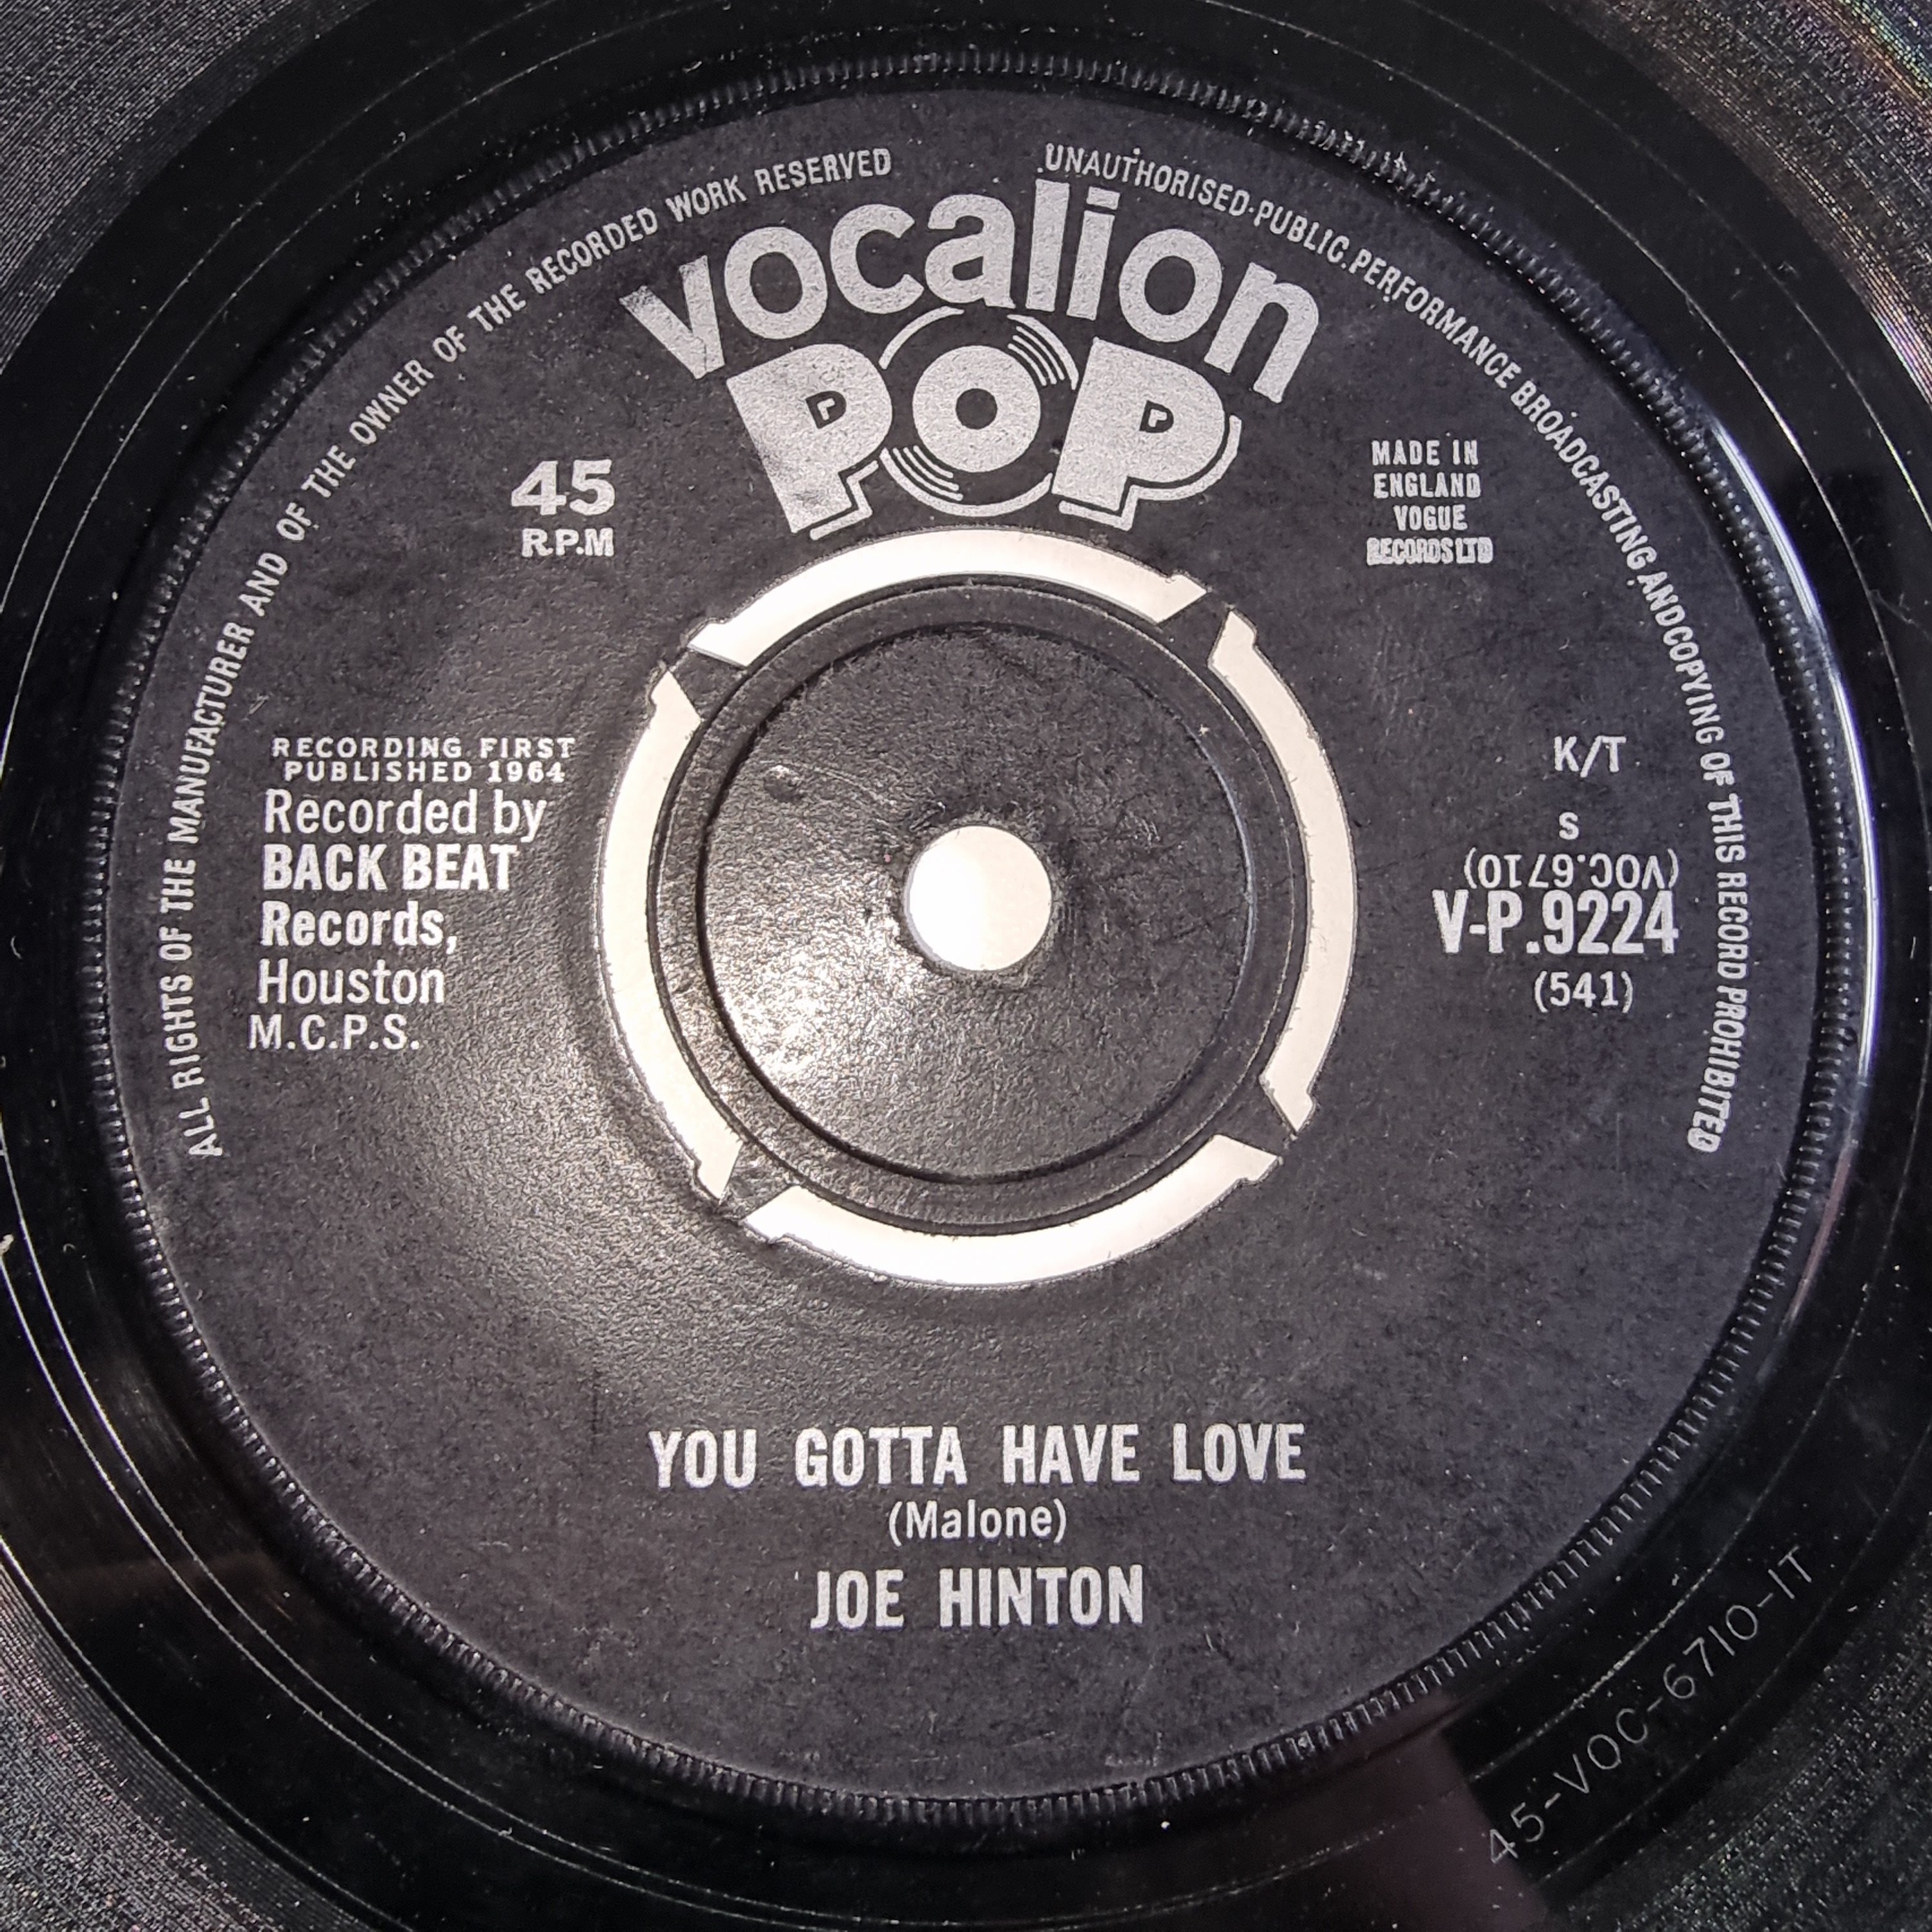 ALL RIGHTS OF THE MANUFACTURER AND OF THE OWNER OF THE RECORDED WORK RESERVED
UNAUTHORISED·PUBLIC.PERFORMANCE BROADCASTING AND COPYING OF THIS RECORD PROHIBITED
vocalion
POP
45
R.P.M
MADE IN
ENGLAND
VOGUE
RECORDS LTD
RECORDING FIRST
PUBLISHED 1964
Recorded by
BACK BEAT
Records,
Houston
M.C.P.S.
K/T
S
(VOC.6710)
V-P.9224
(541)
YOU GOTTA HAVE LOVE
(Malone)
JOE HINTON
45-VOC-6710-1T